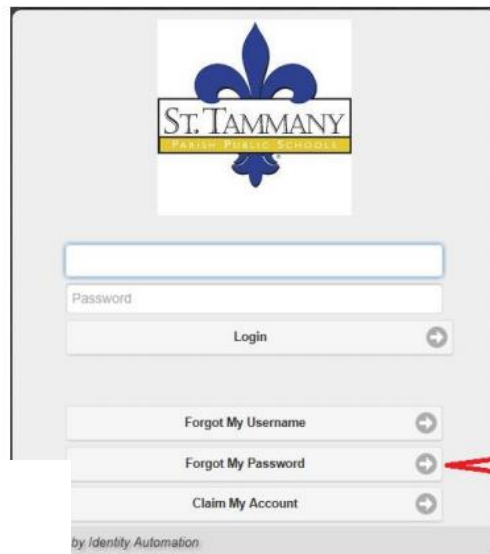 ST. TAMMANY
PARISH PUBLIC SCHOOLS
Password
Login
Forgot My Username
Forgot My Password
Claim My Account
by Identity Automation